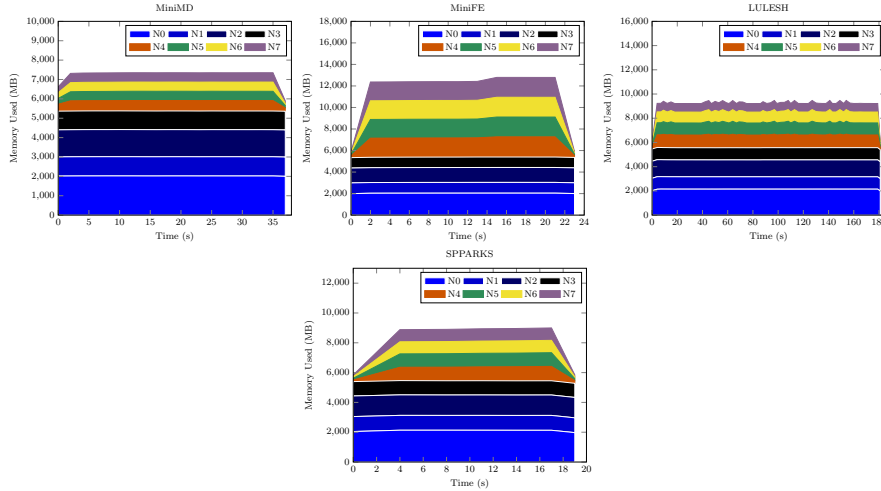 MiniMD
Memory Used (MB)
10,000
9,000
8,000
7,000
6,000
5,000
4,000
3,000
2,000
1,000
0
N0 N1 N2 N3
N4 N5 N6 N7
0 5 10 15 20 25 30 35
Time (s)
MiniFE
Memory Used (MB)
18,000
16,000
14,000
12,000
10,000
8,000
6,000
4,000
2,000
0
N0 N1 N2 N3
N4 N5 N6 N7
0 2 4 6 8 10 12 14 16 18 20 22 24
Time (s)
LULESH
Memory Used (MB)
16,000
14,000
12,000
10,000
8,000
6,000
4,000
2,000
0
N0 N1 N2 N3
N4 N5 N6 N7
0 20 40 60 80 100 120 140 160
Time (s)
SPPARKS
Memory Used (MB)
12,000
10,000
8,000
6,000
4,000
2,000
0
N0 N1 N2 N3
N4 N5 N6 N7
0 2 4 6 8 10 12 14 16 18 20
Time (s)